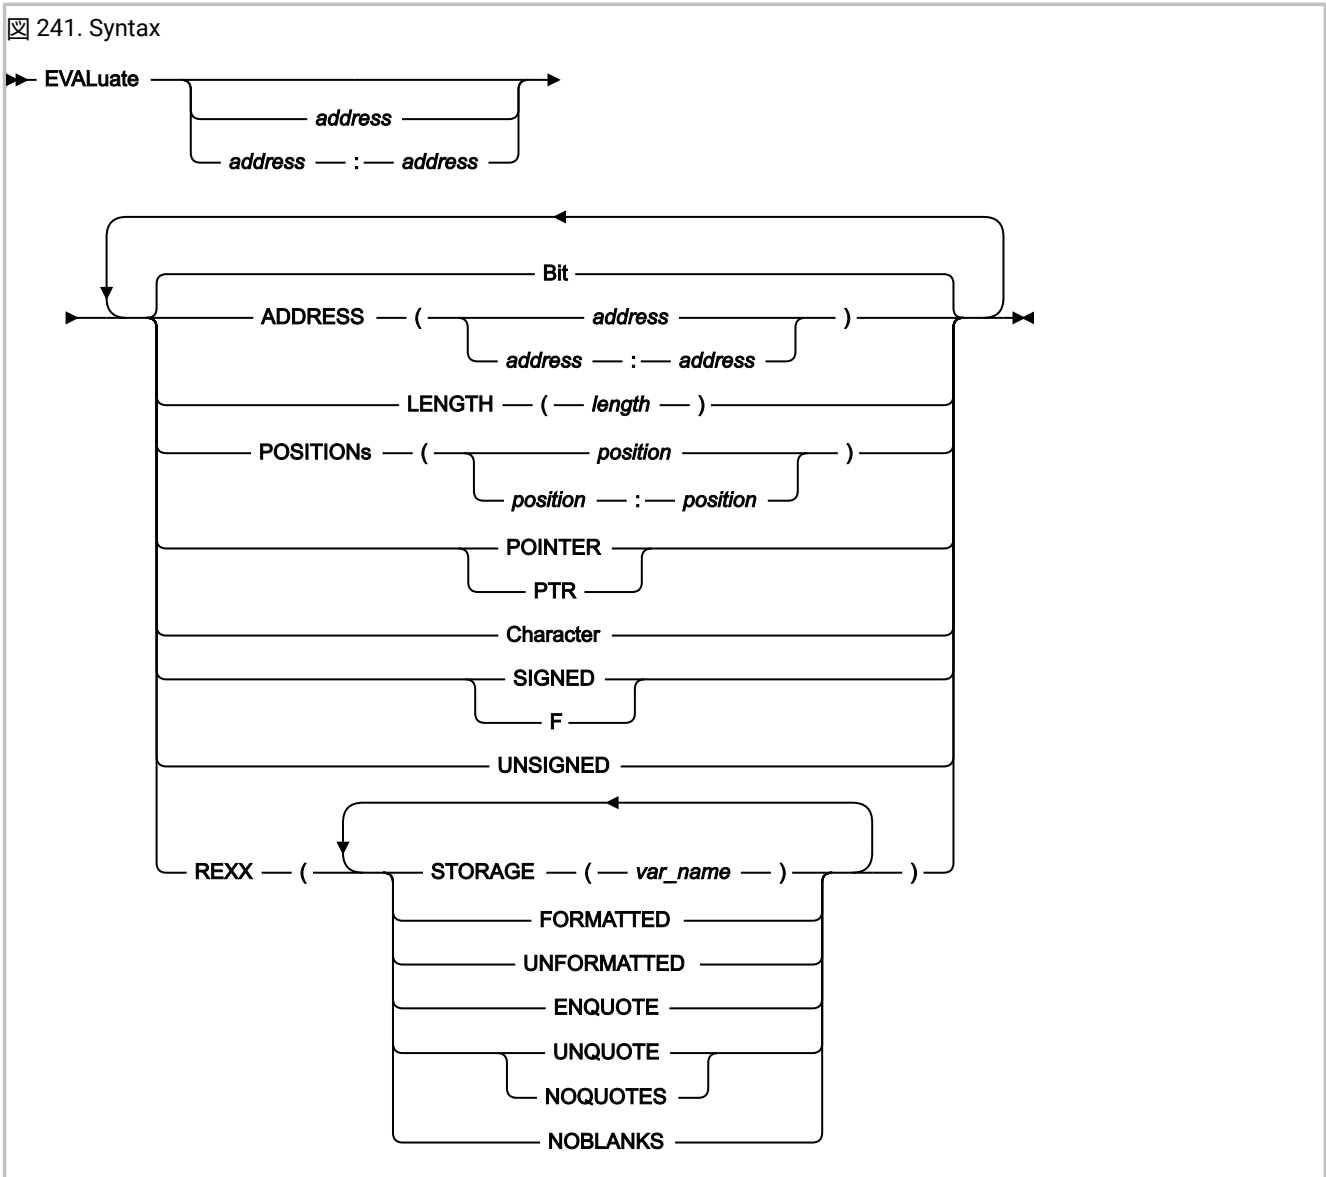 図 241. Syntax
EVALuate
address
address : address
Bit
ADDRESS ( address )
address : address
LENGTH ( length )
POSITIONs ( position )
position : position
POINTER
PTR
Character
SIGNED
F
UNSIGNED
REXX ( STORAGE ( var_name ) )
FORMATTED
UNFORMATTED
ENQUOTE
UNQUOTE
NOQUOTES
NOBLANKS